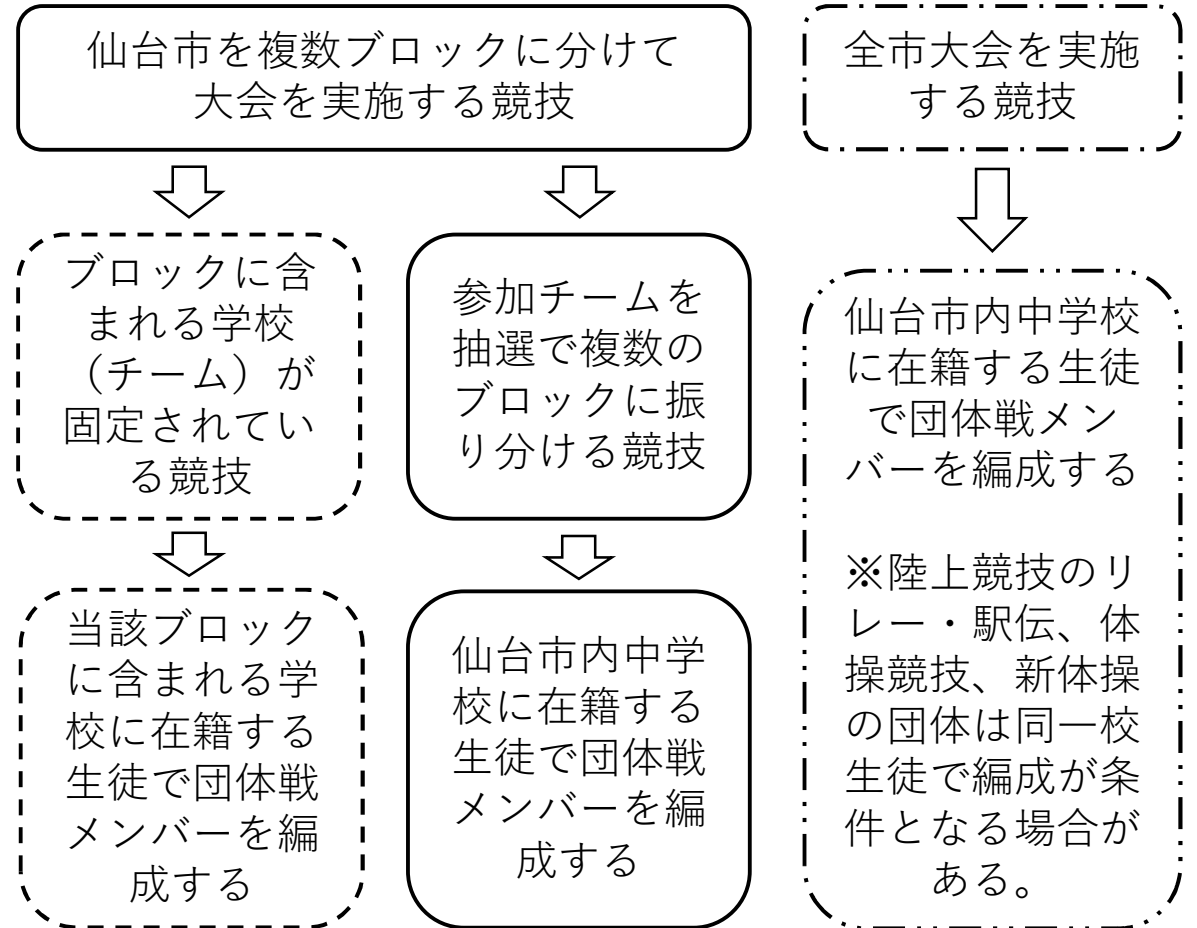 仙台市を複数ブロックに分けて
大会を実施する競技
全市大会を実施
する競技
ブロックに含
まれる学校
（チーム）が
固定されてい
る競技
参加チームを
抽選で複数の
ブロックに振
り分ける競技
仙台市内中学校
に在籍する生徒
で団体戦メン
バーを編成する
※陸上競技のリ
レー・駅伝、体
操競技、新体操
の団体は同一校
生徒で編成が条
件となる場合が
ある。
当該ブロック
に含まれる学
校に在籍する
生徒で団体戦
メンバーを編
成する
仙台市内中学
校に在籍する
生徒で団体戦
メンバーを編
成する